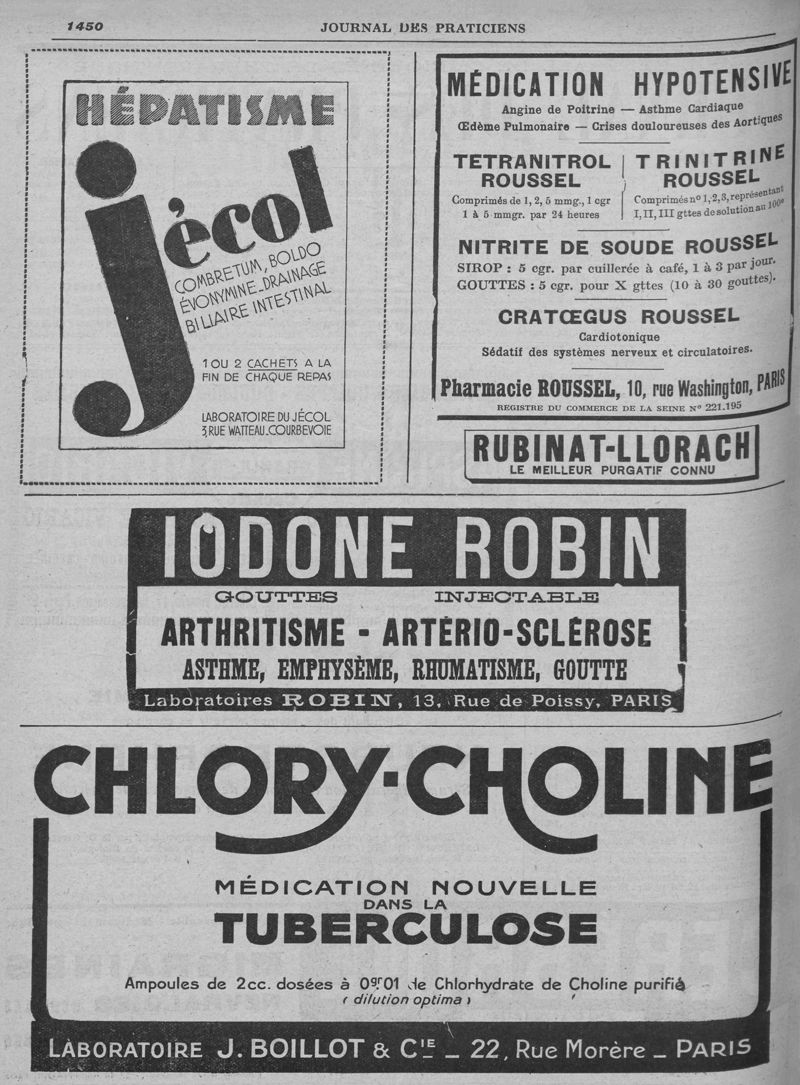 1450
JOURNAL DES PRATICIENS
HÉPATISME
jécol
COMBRETUM, BOLDO
ÉVONYMINE_DRAINAGE
BILIAIRE INTESTINAL
1 OU 2 CACHETS A LA
FIN DE CHAQUE REPAS
LABORATOIRE DU JÉCOL
3, RUE WATTEAU_COURBEVOIE
MÉDICATION HYPOTENSIVE
Angine de Poitrine — Asthme Cardiaque
Œdème Pulmonaire — Crises douloureuses des Aortiques
TETRANITROL
ROUSSEL
Comprimés de 1, 2, 5 mmg., 1 cgr
1 à 5 mmgr. par 24 heures
TRINITRINE
ROUSSEL
Comprimés nos 1, 2, 3, représentant
I, II, III gttes de solution au 100e
NITRITE DE SOUDE ROUSSEL
SIROP : 5 cgr. par cuillerée à café, 1 à 3 par jour.
GOUTTES : 5 cgr. pour X gttes (10 à 30 gouttes).
CRATŒGUS ROUSSEL
Cardiotonique
Sédatif des systèmes nerveux et circulatoires.
Pharmacie ROUSSEL, 10, rue Washington, PARIS
REGISTRE DU COMMERCE DE LA SEINE N° 221.195
RUBINAT-LLORACH
LE MEILLEUR PURGATIF CONNU
IODONE ROBIN
GOUTTES INJECTABLE
ARTHRITISME - ARTÉRIO-SCLÉROSE
ASTHME, EMPHYSÈME, RHUMATISME, GOUTTE
Laboratoires ROBIN, 13, Rue de Poissy, PARIS
CHLORY-CHOLINE
MÉDICATION NOUVELLE
DANS LA
TUBERCULOSE
Ampoules de 2cc. dosées à 0gr01 de Chlorhydrate de Choline purifié
(dilution optima)
LABORATOIRE J. BOILLOT & CIE _ 22, Rue Morère _ PARIS